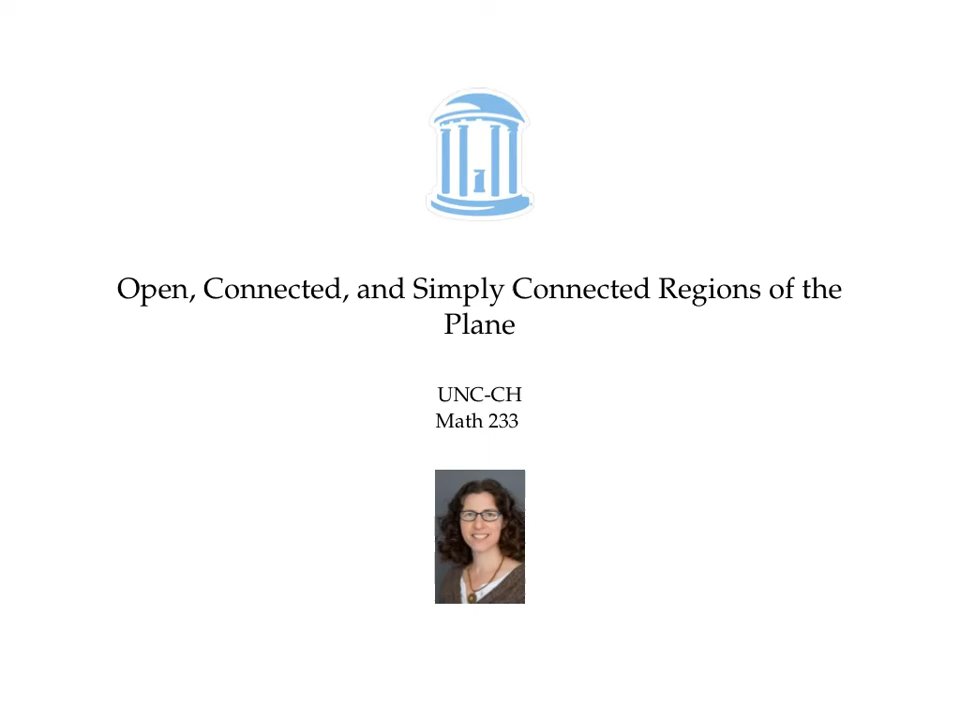 Open, Connected, and Simply Connected Regions of the
Plane
UNC-CH
Math 233